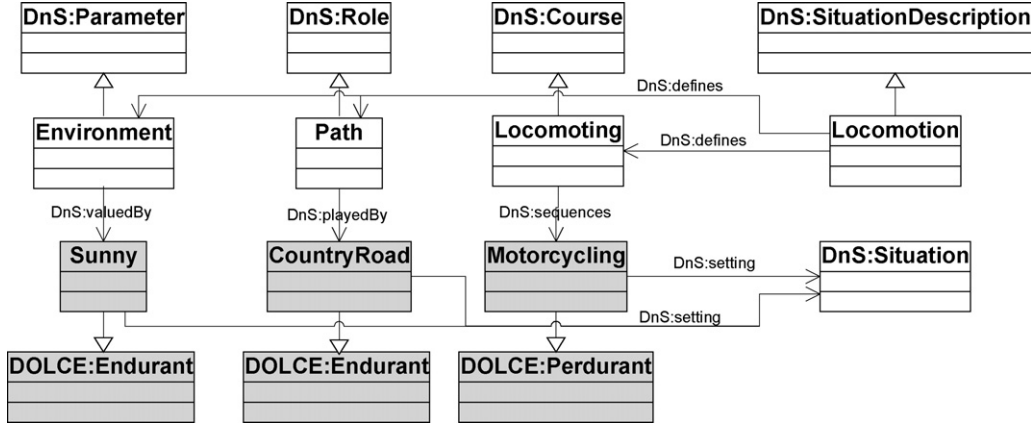 DnS:Parameter
DnS:Role
DnS:Course
DnS:SituationDescription
DnS:defines
Environment
Path
Locomoting
Locomotion
DnS:defines
DnS:valuedBy
DnS:playedBy
DnS:sequences
Sunny
CountryRoad
Motorcycling
DnS:setting
DnS:Situation
DnS:setting
DOLCE:Endurant
DOLCE:Endurant
DOLCE:Perdurant